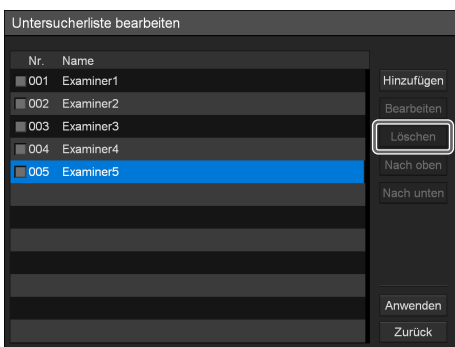 Untersucherliste bearbeiten
Nr. Name
001 Examiner1
002 Examiner2
003 Examiner3
004 Examiner4
005 Examiner5
Hinzufügen
Bearbeiten
Löschen
Nach oben
Nach unten
Anwenden
Zurück